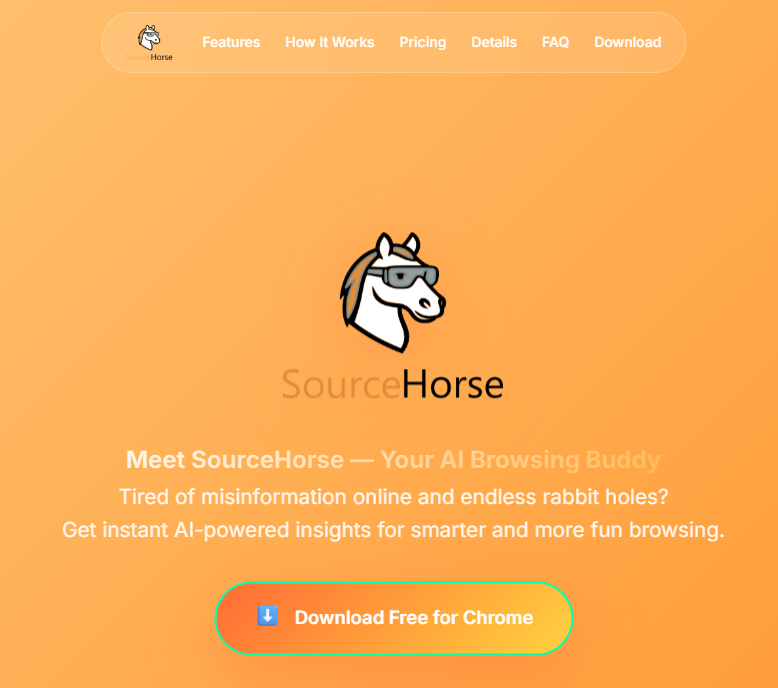 SourceHorse
Features How It Works Pricing Details FAQ Download
SourceHorse
Meet SourceHorse — Your AI Browsing Buddy
Tired of misinformation online and endless rabbit holes?
Get instant AI-powered insights for smarter and more fun browsing.
Download Free for Chrome